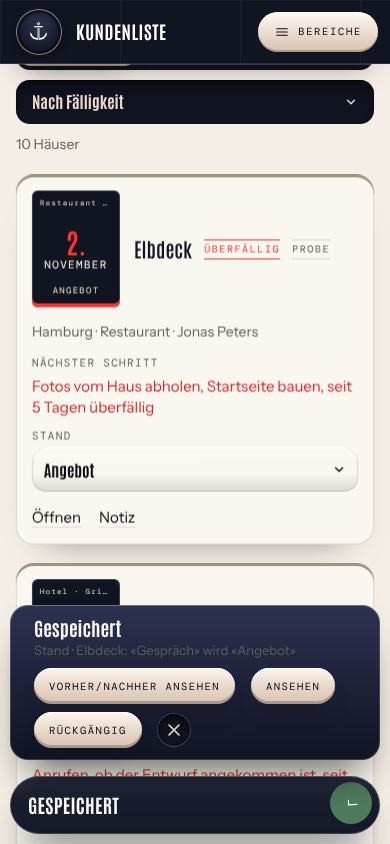 KUNDENLISTE
BEREICHE
Nach Fälligkeit
10 Häuser
Restaurant …
2.
NOVEMBER
ANGEBOT
Elbdeck
ÜBERFÄLLIG
PROBE
Hamburg · Restaurant · Jonas Peters
NÄCHSTER SCHRITT
Fotos vom Haus abholen, Startseite bauen, seit
5 Tagen überfällig
STAND
Angebot
Öffnen
Notiz
Hotel · Gri…
Gespeichert
Stand · Elbdeck: «Gespräch» wird «Angebot»
VORHER/NACHHER ANSEHEN
ANSEHEN
RÜCKGÄNGIG
Anrufen, ob der Entwurf angekommen ist, seit
GESPEICHERT